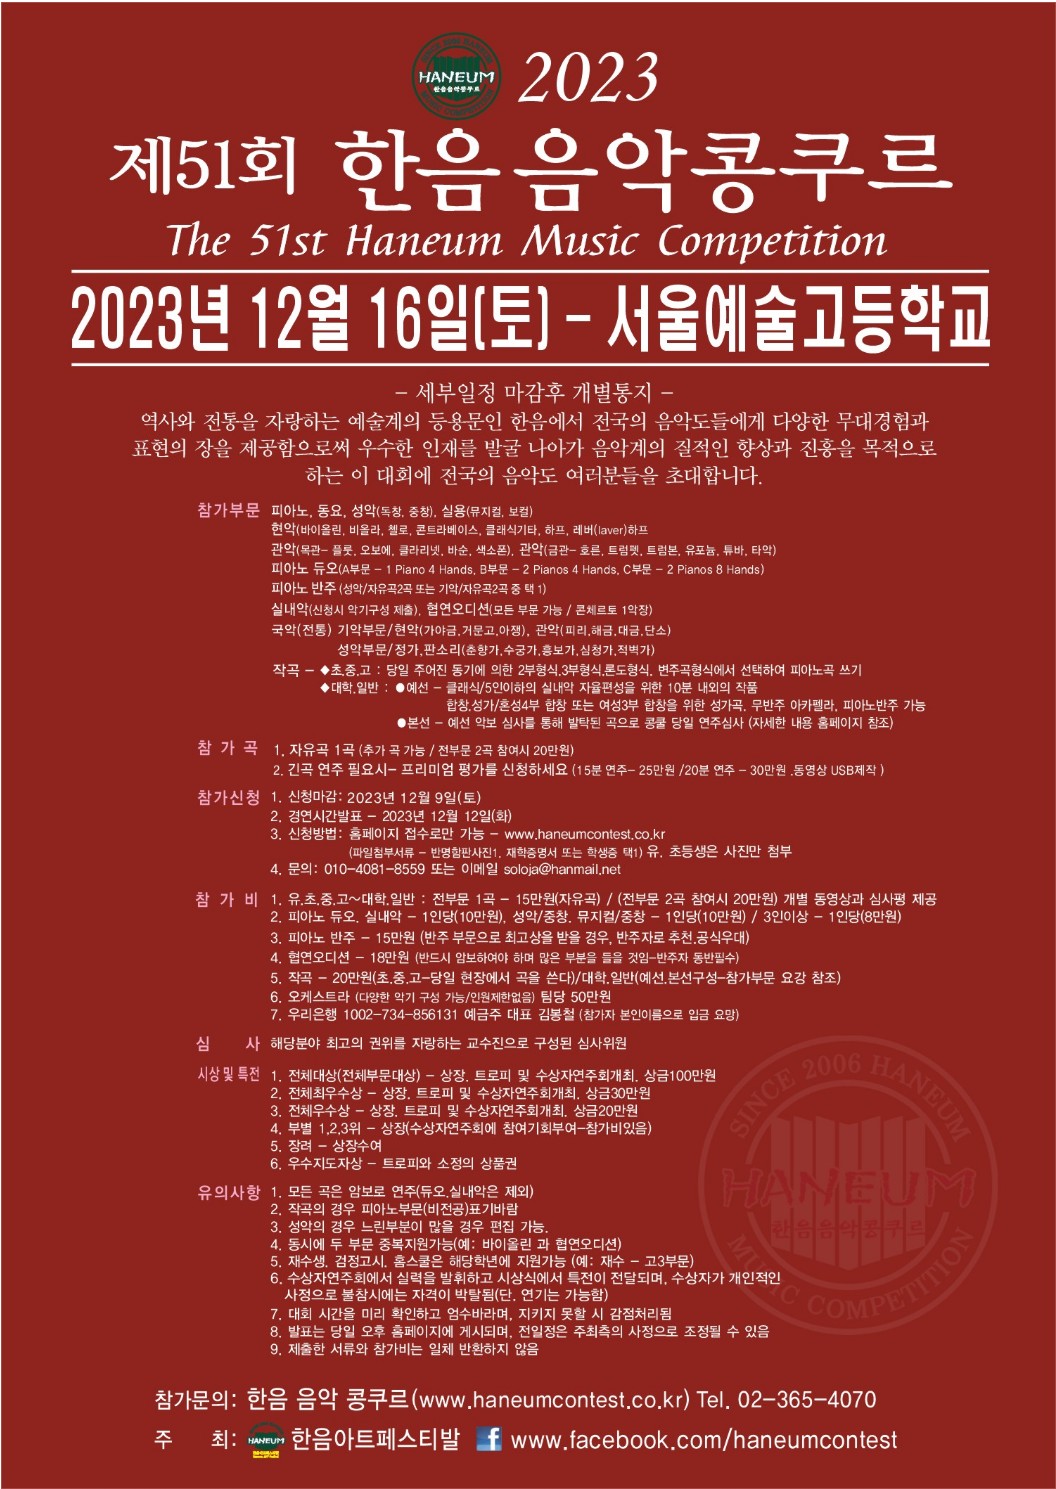 SINCE 2006 HANEUM
HANEUM
한음음악콩쿠르
MUSIC COMPETITION
2023
제51회 한음음악콩쿠르
The 51st Haneum Music Competition
2023년 12월 16일(토) - 서울예술고등학교
- 세부일정 마감후 개별통지 -
역사와 전통을 자랑하는 예술계의 등용문인 한음에서 전국의 음악도들에게 다양한 무대경험과
표현의 장을 제공함으로써 우수한 인재를 발굴 나아가 음악계의 질적인 향상과 진흥을 목적으로
하는 이 대회에 전국의 음악도 여러분들을 초대합니다.
참가부문 피아노, 동요, 성악(독창, 중창), 실용(뮤지컬, 보컬)
현악(바이올린, 비올라, 첼로, 콘트라베이스, 클래식기타, 하프, 레버(laver)하프
관악(목관- 플룻, 오보에, 클라리넷, 바순, 색소폰), 관악(금관- 호른, 트럼펫, 트럼본, 유포늄, 튜바, 타악)
피아노 듀오(A부문 - 1 Piano 4 Hands, B부문 - 2 Pianos 4 Hands, C부문 - 2 Pianos 8 Hands)
피아노 반주 (성악/자유곡2곡 또는 기악/자유곡2곡 중 택 1)
실내악(신청시 악기구성 제출), 협연오디션(모든 부문 가능 / 콘체르토 1악장)
국악(전통) 기악부문/현악(가야금,거문고,아쟁), 관악(피리,해금,대금,단소)
성악부문/정가,판소리(춘향가,수궁가,흥보가,심청가,적벽가)
작곡 - ◆초,중,고 : 당일 주어진 동기에 의한 2부형식,3부형식,론도형식, 변주곡형식에서 선택하여 피아노곡 쓰기
◆대학,일반 : ●예선 - 클래식/5인이하의 실내악 자율편성을 위한 10분 내외의 작품
합창,성가/혼성4부 합창 또는 여성3부 합창을 위한 성가곡, 무반주 아카펠라, 피아노반주 가능
●본선 - 예선 악보 심사를 통해 발탁된 곡으로 콩쿨 당일 연주심사 (자세한 내용 홈페이지 참조)
참 가 곡 1. 자유곡 1곡 (추가 곡 가능 / 전부문 2곡 참여시 20만원)
2. 긴곡 연주 필요시- 프리미엄 평가를 신청하세요 (15분 연주- 25만원 /20분 연주 - 30만원 .동영상 USB제작 )
참가신청 1. 신청마감: 2023년 12월 9일(토)
2. 경연시간발표 - 2023년 12월 12일(화)
3. 신청방법: 홈페이지 접수로만 가능 - www.haneumcontest.co.kr
(파일첨부서류 - 반명함판사진1, 재학증명서 또는 학생증 택1) 유, 초등생은 사진만 첨부
4. 문의: 010-4081-8559 또는 이메일 soloja@hanmail.net
참 가 비 1. 유,초,중,고~대학,일반 : 전부문 1곡 - 15만원(자유곡) / (전부문 2곡 참여시 20만원) 개별 동영상과 심사평 제공
2. 피아노 듀오, 실내악 - 1인당(10만원), 성악/중창, 뮤지컬/중창 - 1인당(10만원) / 3인이상 - 1인당(8만원)
3. 피아노 반주 - 15만원 (반주 부문으로 최고상을 받을 경우, 반주자로 추천,공식우대)
4. 협연오디션 - 18만원 (반드시 암보하여야 하며 많은 부분을 들을 것임-반주자 동반필수)
5. 작곡 - 20만원(초,중,고-당일 현장에서 곡을 쓴다)/대학,일반(예선,본선구성-참가부문 요강 참조)
6. 오케스트라 (다양한 악기 구성 가능/인원제한없음) 팀당 50만원
7. 우리은행 1002-734-856131 예금주 대표 김봉철 (참가자 본인이름으로 입금 요망)
심 사 해당분야 최고의 권위를 자랑하는 교수진으로 구성된 심사위원
시상 및 특전 1. 전체대상(전체부문대상) - 상장, 트로피 및 수상자연주회개최, 상금100만원
2. 전체최우수상 - 상장, 트로피 및 수상자연주회개최, 상금30만원
3. 전체우수상 - 상장, 트로피 및 수상자연주회개최, 상금20만원
4. 부별 1,2,3위 - 상장(수상자연주회에 참여기회부여-참가비있음)
5. 장려 - 상장수여
6. 우수지도자상 - 트로피와 소정의 상품권
유의사항 1. 모든 곡은 암보로 연주(듀오,실내악은 제외)
2. 작곡의 경우 피아노부문(비전공)표기바람
3. 성악의 경우 느린부분이 많을 경우 편집 가능.
4. 동시에 두 부문 중복지원가능(예: 바이올린 과 협연오디션)
5. 재수생, 검정고시, 홈스쿨은 해당학년에 지원가능 (예: 재수 - 고3부문)
6. 수상자연주회에서 실력을 발휘하고 시상식에서 특전이 전달되며, 수상자가 개인적인
사정으로 불참시에는 자격이 박탈됨(단, 연기는 가능함)
7. 대회 시간을 미리 확인하고 엄수바라며, 지키지 못할 시 감점처리됨
8. 발표는 당일 오후 홈페이지에 게시되며, 전일정은 주최측의 사정으로 조정될 수 있음
9. 제출한 서류와 참가비는 일체 반환하지 않음
SINCE 2006 HANEUM
HANEUM
한음음악콩쿠르
MUSIC COMPETITION
참가문의: 한음 음악 콩쿠르(www.haneumcontest.co.kr) Tel. 02-365-4070
주 최: HANEUM 한음아트페스티발 f www.facebook.com/haneumcontest